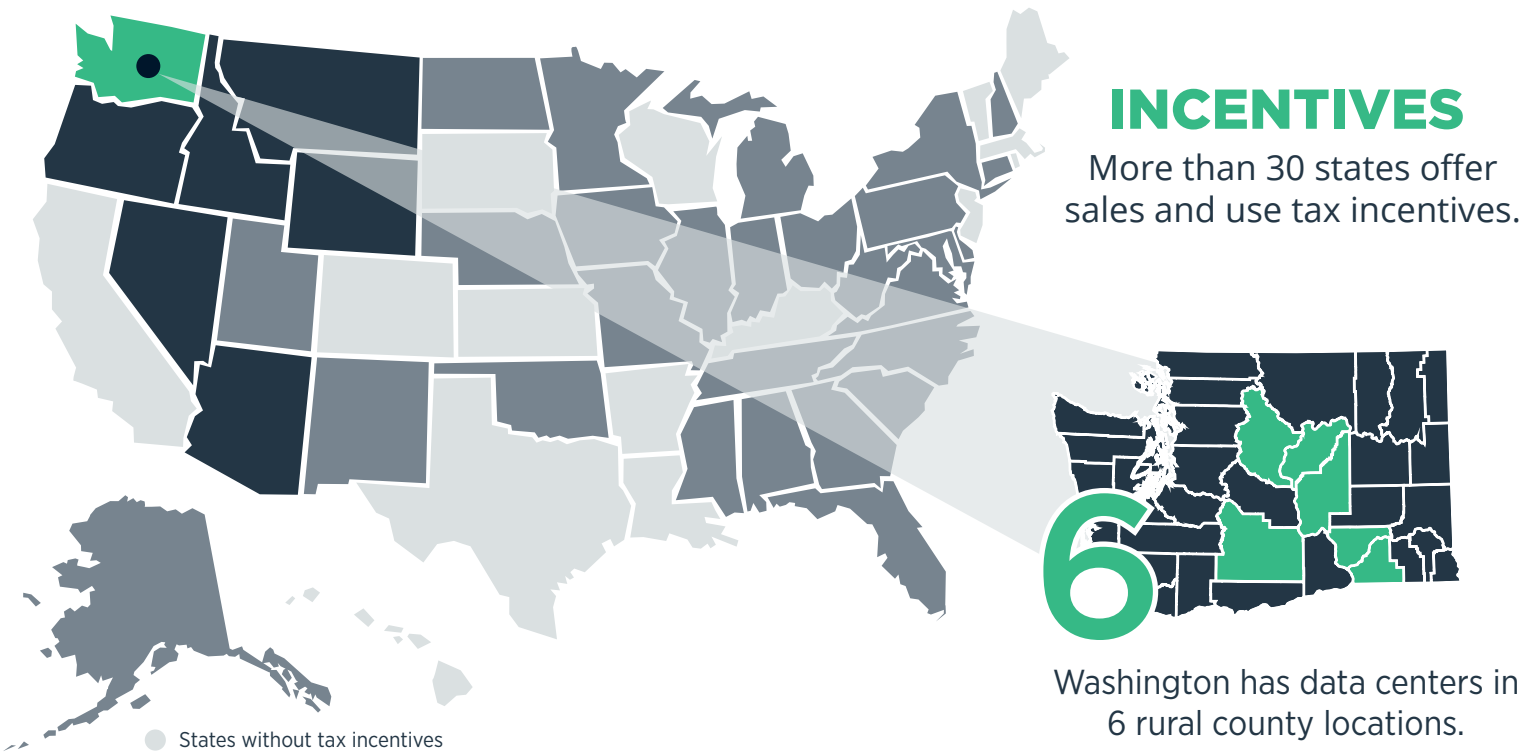 INCENTIVES
More than 30 states offer
sales and use tax incentives.
6
Washington has data centers in
6 rural county locations.
States without tax incentives